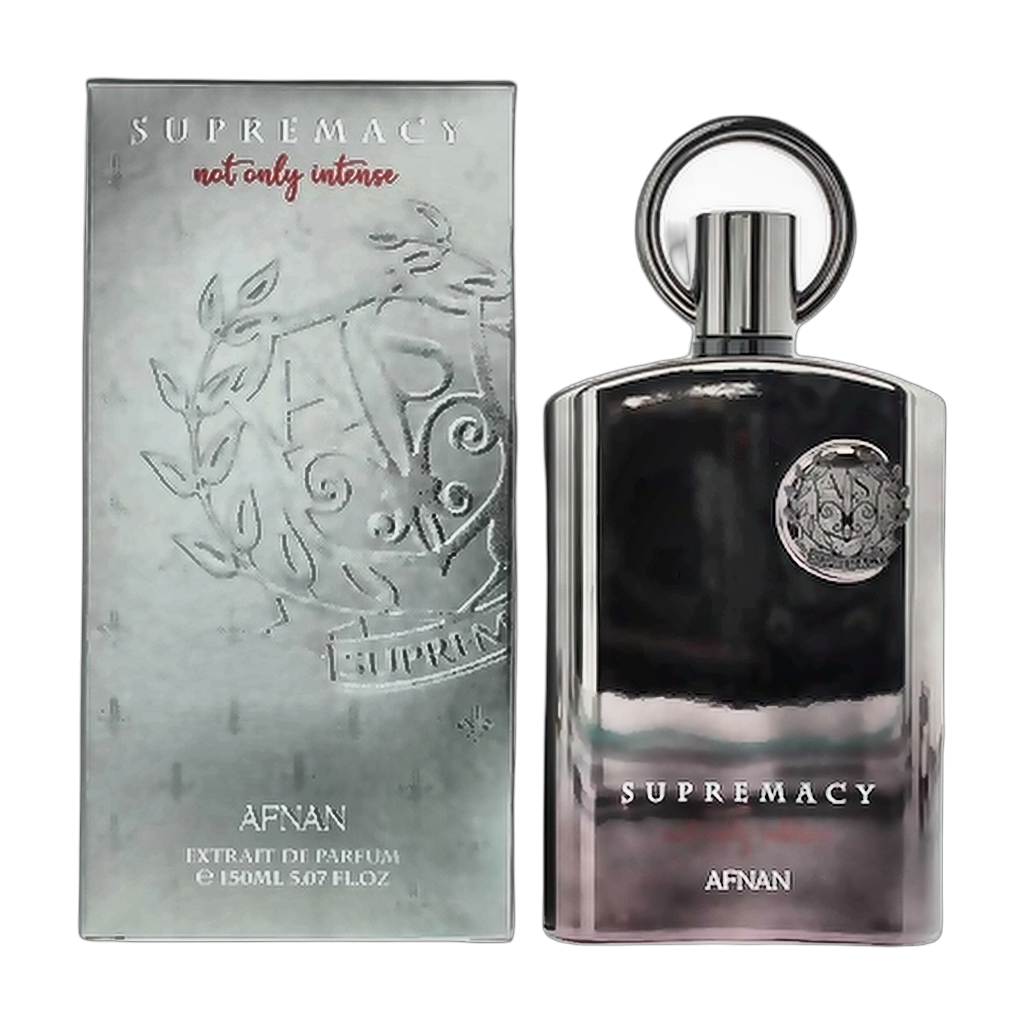 SUPREMACY
not only intense
SUPREM
AFNAN
EXTRAIT DE PARFUM
℮ 150ML 5.07 FL.OZ
SUPREMACY
AFNAN